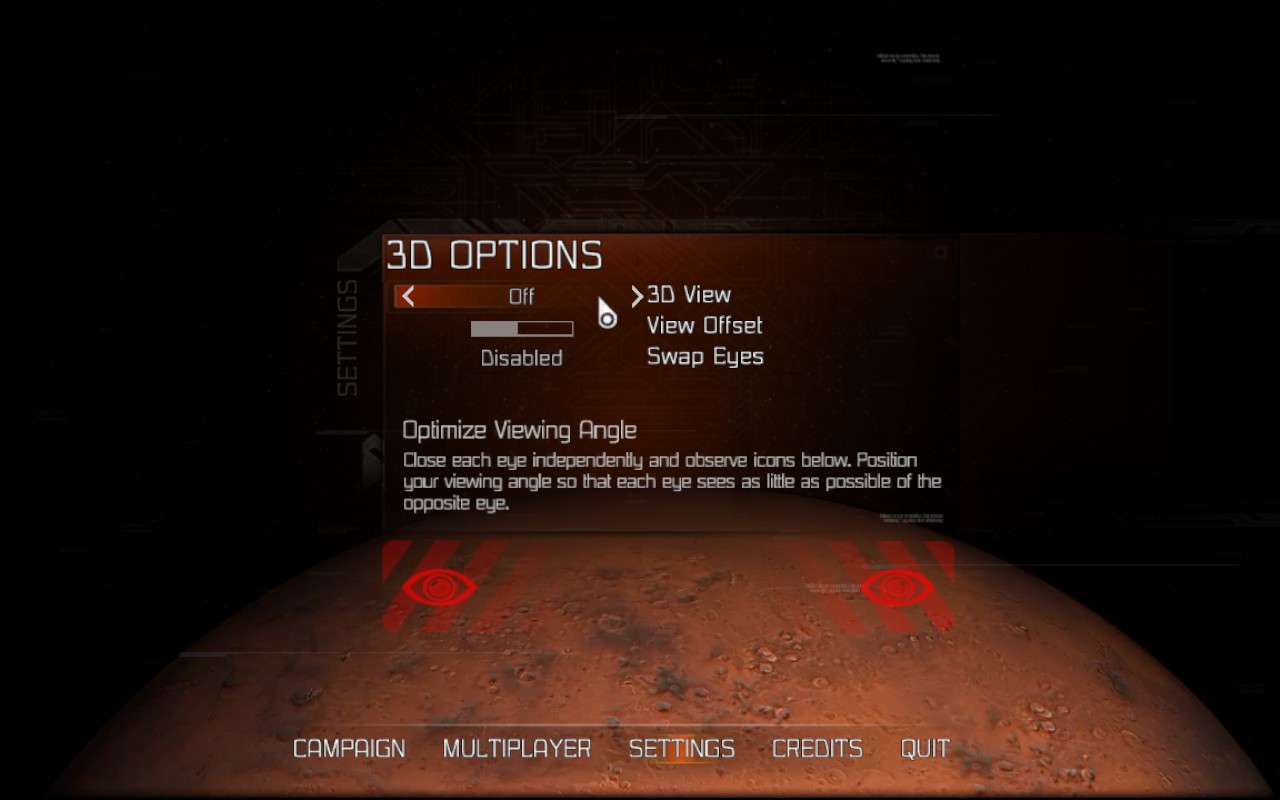 3D OPTIONS
Off
3D View
View Offset
Disabled
Swap Eyes
SETTINGS
Optimize Viewing Angle
Close each eye independently and observe icons below. Position
your viewing angle so that each eye sees as little as possible of the
opposite eye.
CAMPAIGN
MULTIPLAYER
SETTINGS
CREDITS
QUIT